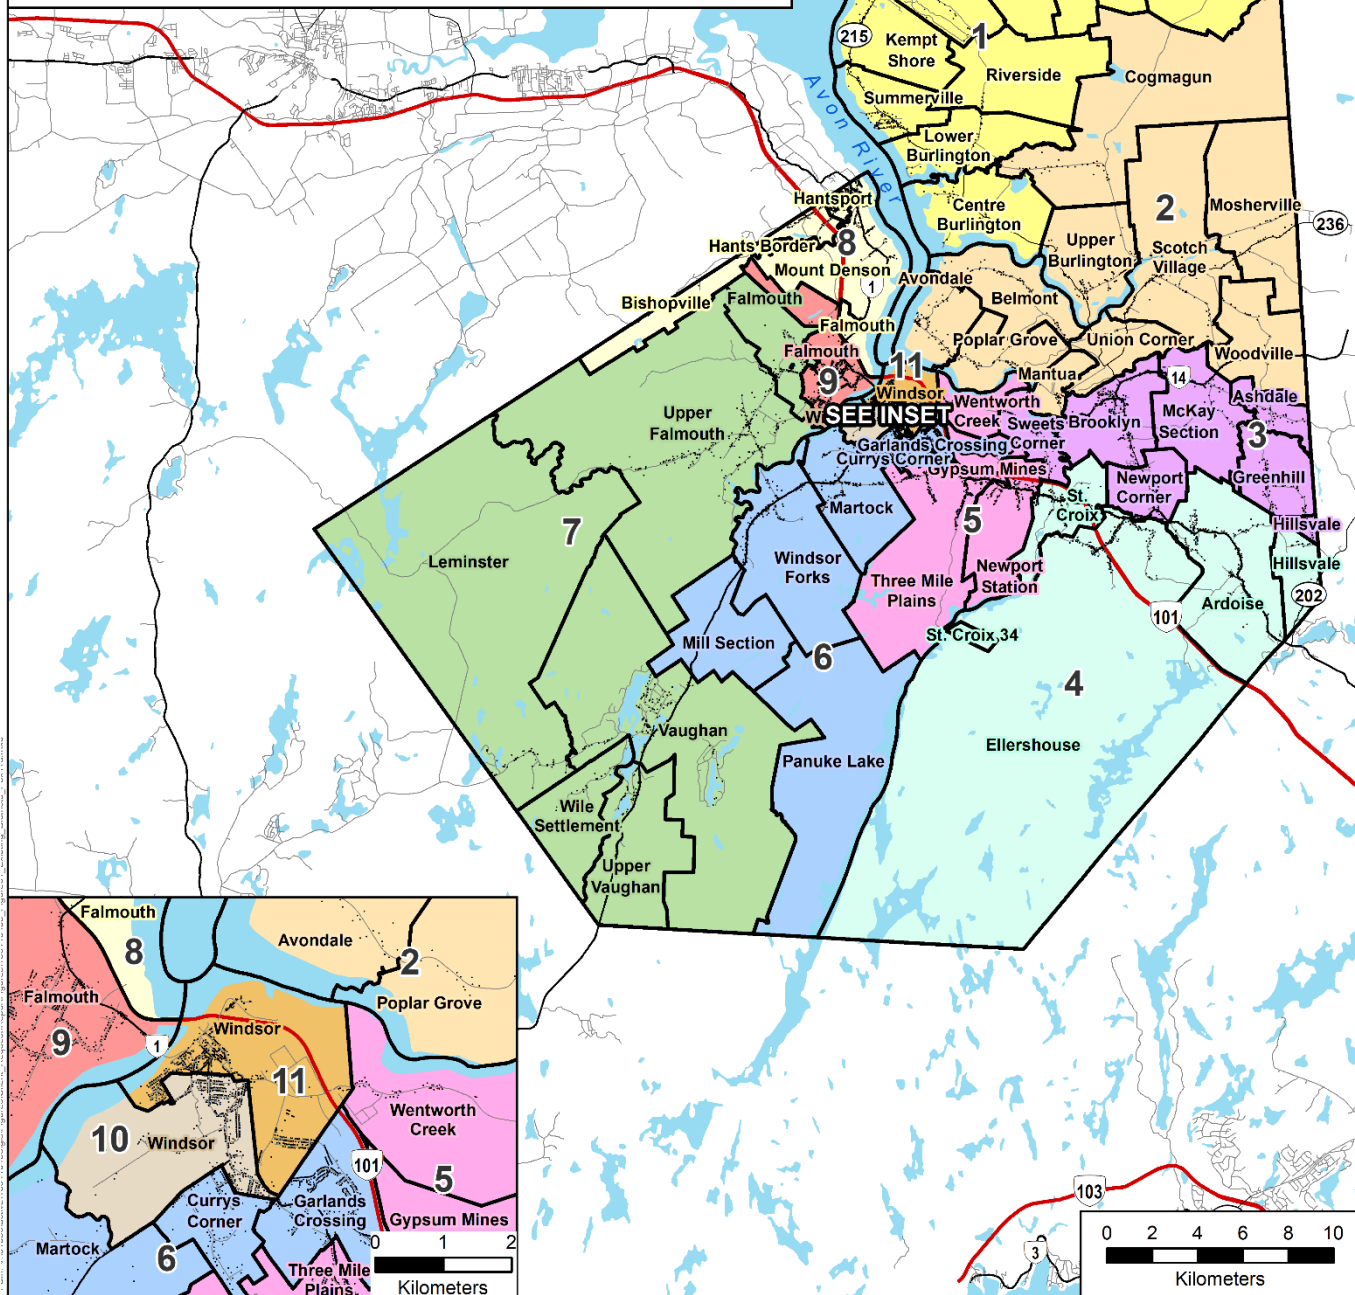 215
Kempt
Shore
1
Riverside
Cogmagun
Summerville
Avon River
Lower
Burlington
Hantsport
Centre
Burlington
2
Mosherville
236
Hants Border
8
Upper
Burlington
Scotch
Village
Mount Denson
1
Avondale
Bishopville
Falmouth
Belmont
Falmouth
Poplar Grove
Union Corner
Falmouth
11
Woodville
Mantua
14
9
Windsor
Ashdale
Wentworth
Creek
SEE INSET
Upper
Falmouth
Sweets
Corner
Brooklyn
McKay
Section
3
Garlands Crossing
Currys Corner
Gypsum Mines
Newport
Corner
Greenhill
St.
Croix
Martock
5
Hillsvale
7
Leminster
Windsor
Forks
Three Mile
Plains
Newport
Station
Hillsvale
202
Ardoise
101
St. Croix 34
Mill Section
6
4
Vaughan
Ellershouse
Panuke Lake
Wile
Settlement
Upper
Vaughan
Falmouth
8
Avondale
2
Falmouth
Poplar Grove
9
1
Windsor
11
Wentworth
Creek
10
Windsor
101
5
Currys
Corner
Garlands
Crossing
Gypsum Mines
Martock
6
Three Mile
Plains
0 1 2
Kilometers
103
3
0 2 4 6 8 10
Kilometers